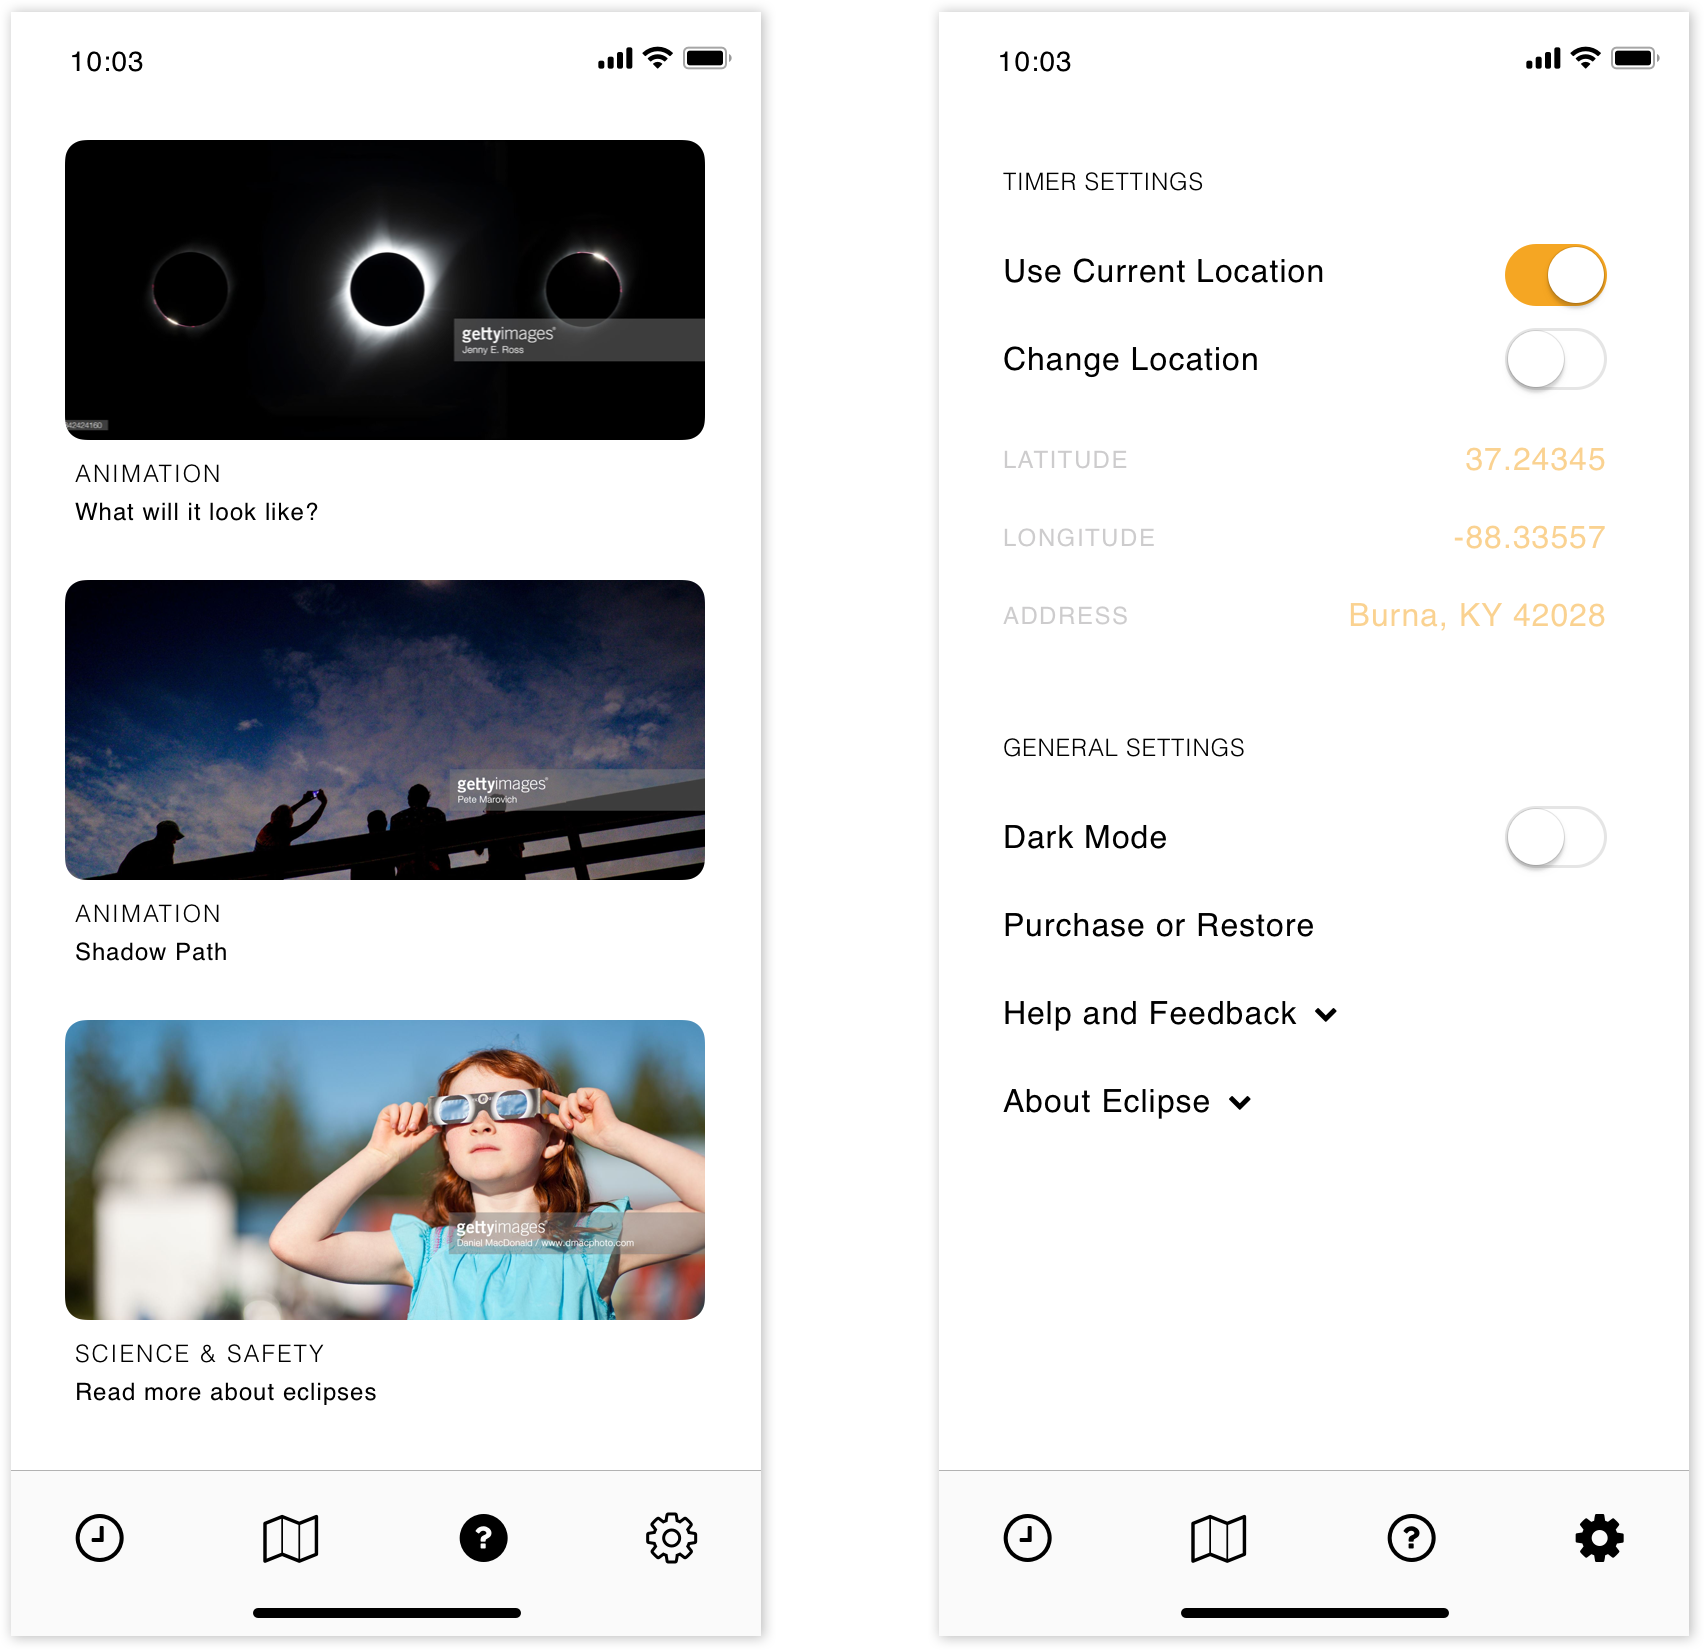 10:03
gettyimages®
Jenny E. Ross
942424160
ANIMATION
What will it look like?
gettyimages®
Pete Marovich
ANIMATION
Shadow Path
gettyimages®
Daniel MacDonald / www.dmacphoto.com
SCIENCE & SAFETY
Read more about eclipses
?
10:03
TIMER SETTINGS
Use Current Location
Change Location
LATITUDE 37.24345
LONGITUDE -88.33557
ADDRESS Burna, KY 42028
GENERAL SETTINGS
Dark Mode
Purchase or Restore
Help and Feedback
About Eclipse
?